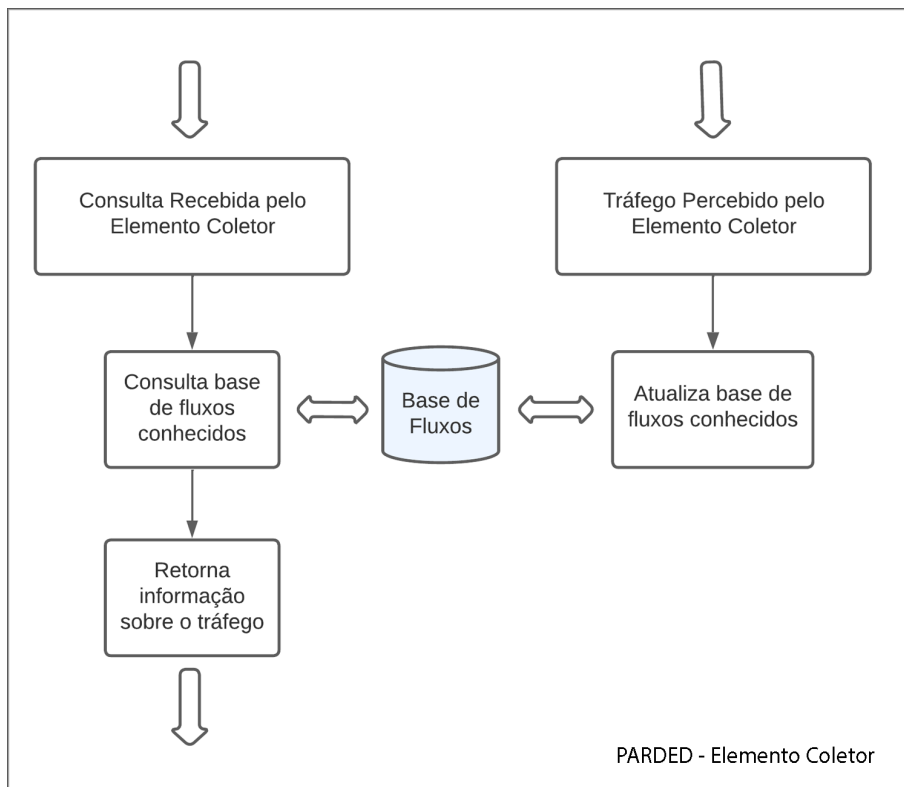 Consulta Recebida pelo
Elemento Coletor
Tráfego Percebido pelo
Elemento Coletor
Consulta base
de fluxos
conhecidos
Base de
Fluxos
Atualiza base de
fluxos conhecidos
Retorna
informação
sobre o tráfego
PARDED - Elemento Coletor